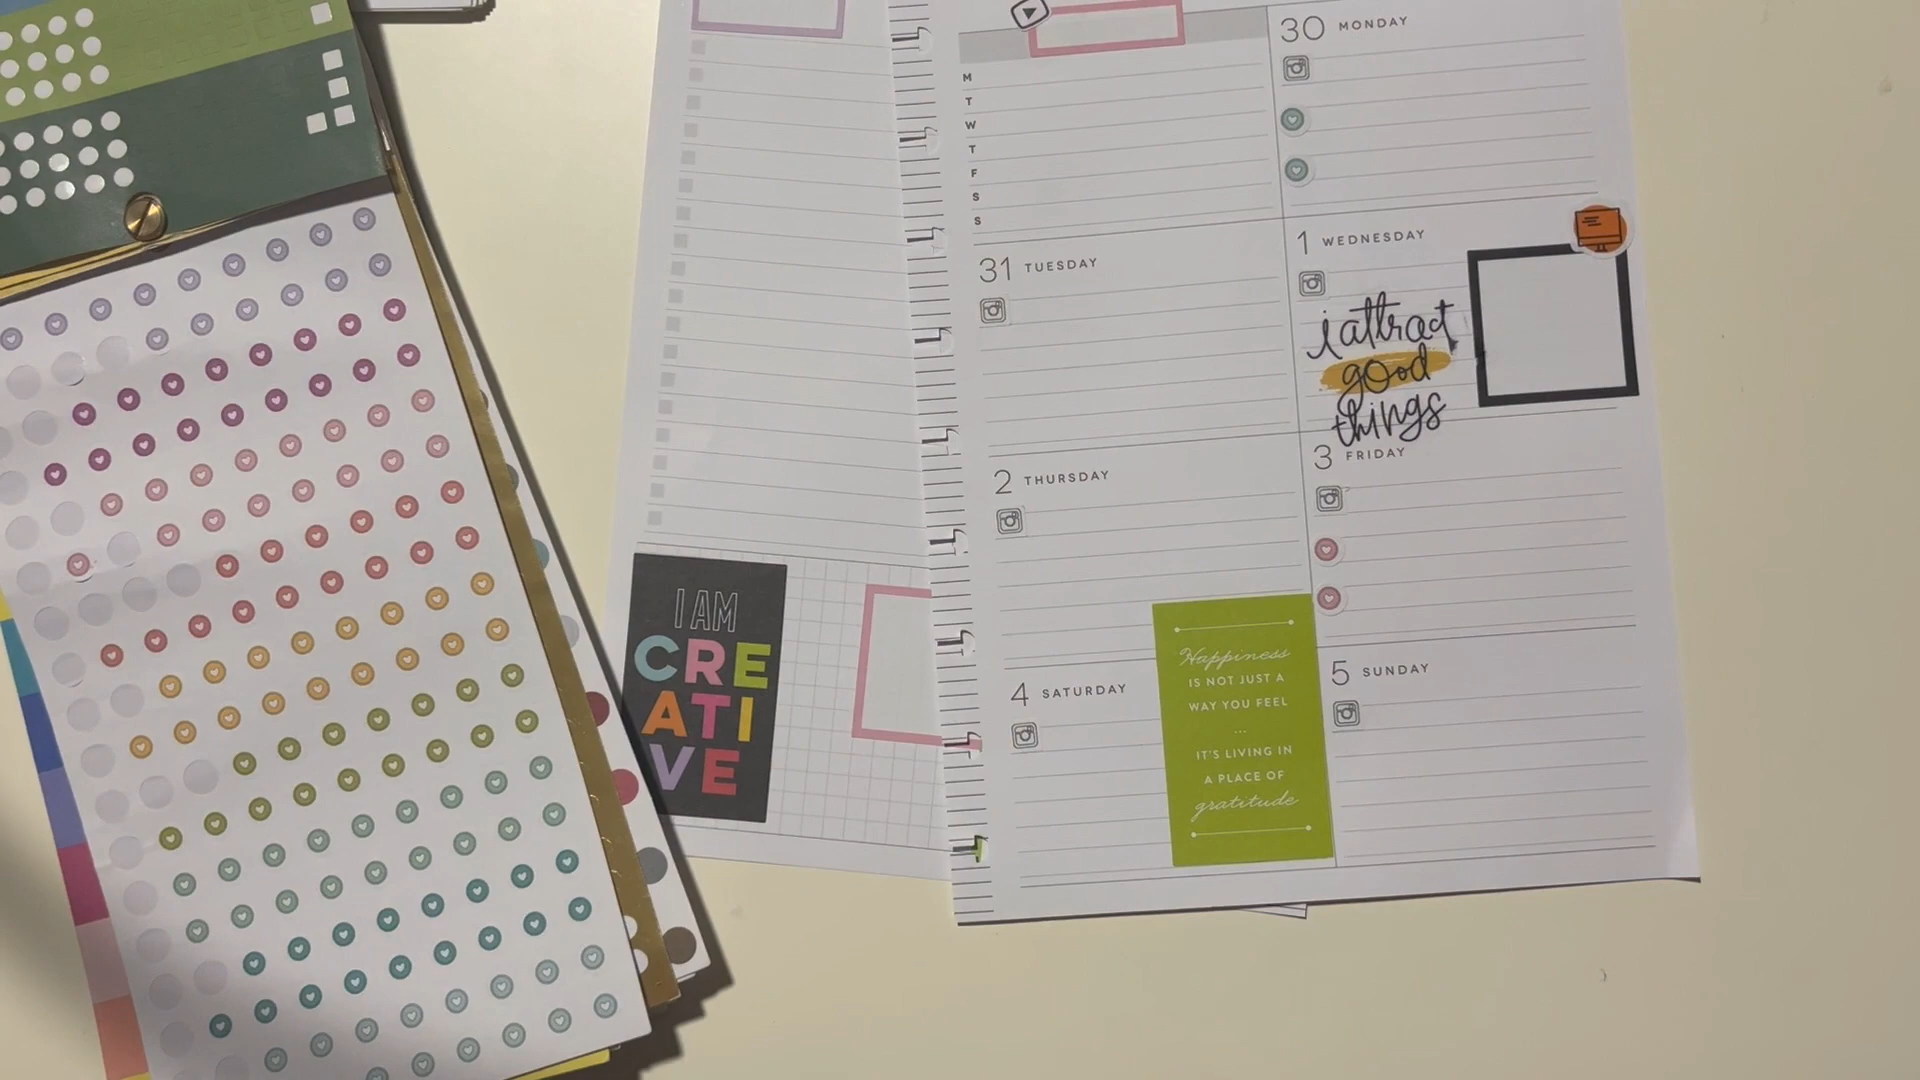 30 MONDAY
M
T
W
T
F
S
S
31 TUESDAY
1 WEDNESDAY
i attract
good
things
2 THURSDAY
3 FRIDAY
I AM
CRE
ATI
VE
4 SATURDAY
Happiness
IS NOT JUST A
WAY YOU FEEL
...
IT'S LIVING IN
A PLACE OF
gratitude
5 SUNDAY